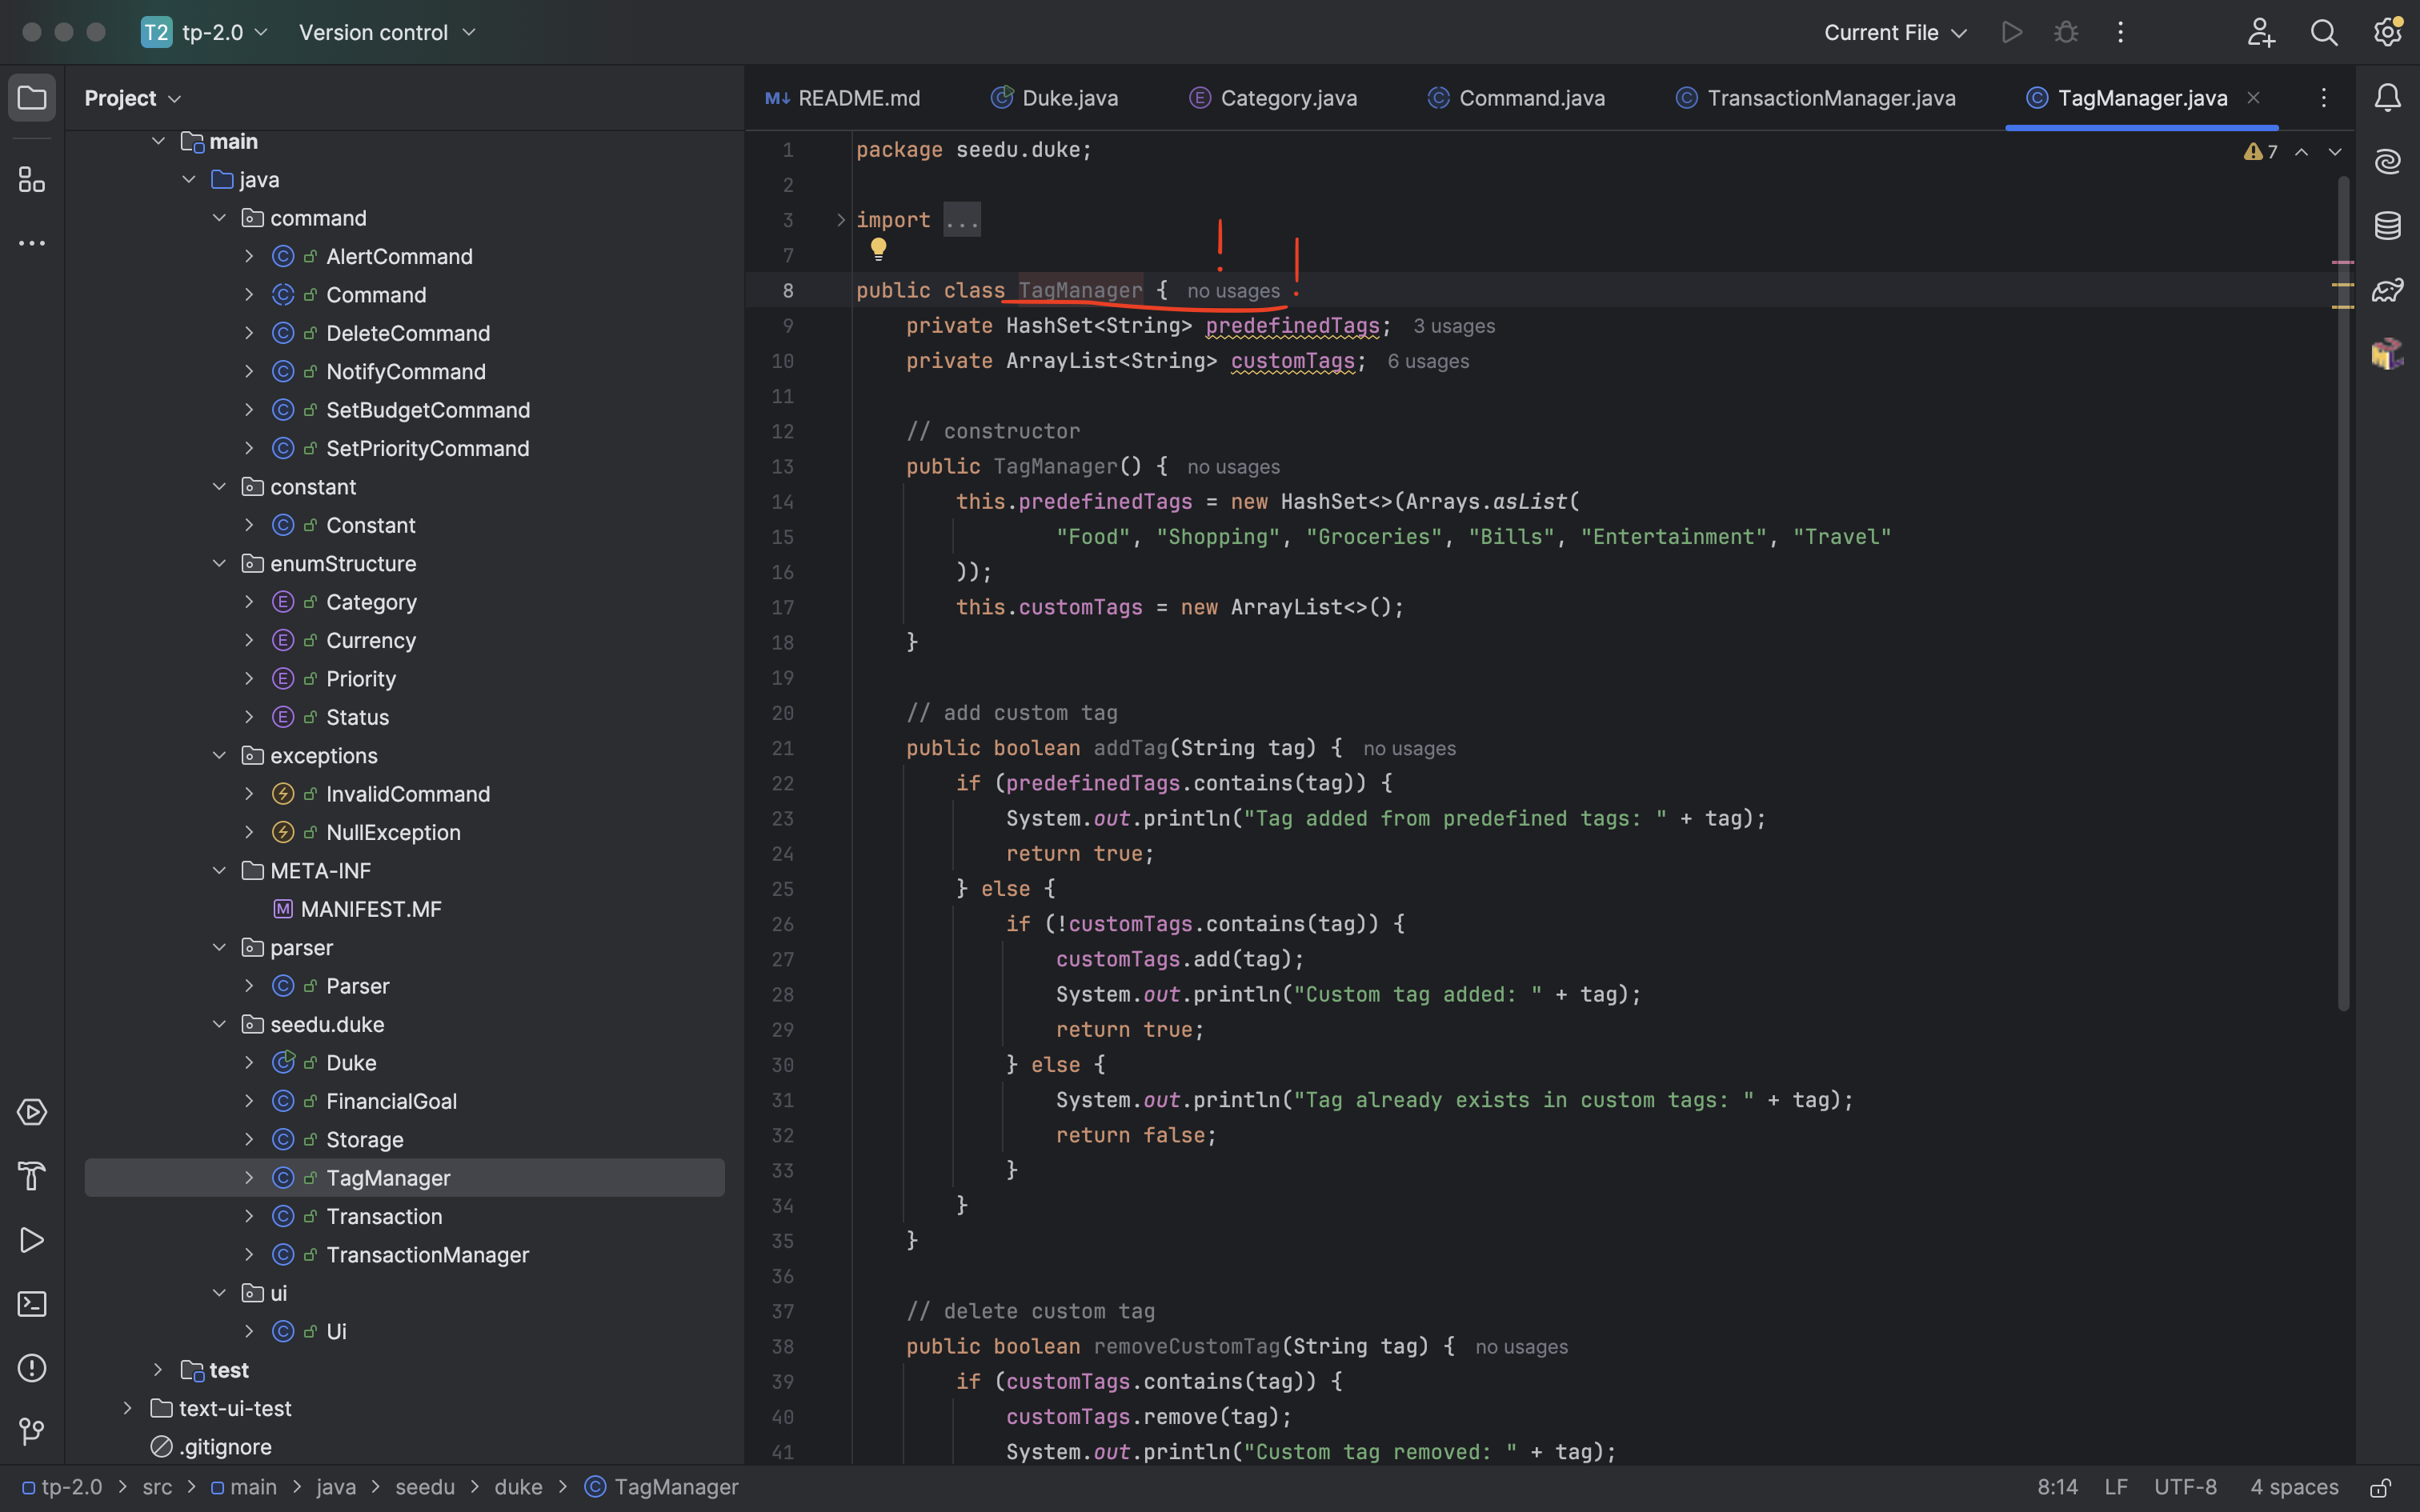 T2 tp-2.0 Version control Current File
Project
README.md Duke.java Category.java Command.java TransactionManager.java TagManager.java
main
java
command
AlertCommand
Command
DeleteCommand
NotifyCommand
SetBudgetCommand
SetPriorityCommand
constant
Constant
enumStructure
Category
Currency
Priority
Status
exceptions
InvalidCommand
NullException
META-INF
MANIFEST.MF
parser
Parser
seedu.duke
Duke
FinancialGoal
Storage
TagManager
Transaction
TransactionManager
ui
Ui
test
text-ui-test
.gitignore
7
1 package seedu.duke;
2
3 import ...
7
8 public class TagManager { no usages ! !
9 private HashSet<String> predefinedTags; 3 usages
10 private ArrayList<String> customTags; 6 usages
11
12 // constructor
13 public TagManager() { no usages
14 this.predefinedTags = new HashSet<>(Arrays.asList(
15 "Food", "Shopping", "Groceries", "Bills", "Entertainment", "Travel"
16 ));
17 this.customTags = new ArrayList<>();
18 }
19
20 // add custom tag
21 public boolean addTag(String tag) { no usages
22 if (predefinedTags.contains(tag)) {
23 System.out.println("Tag added from predefined tags: " + tag);
24 return true;
25 } else {
26 if (!customTags.contains(tag)) {
27 customTags.add(tag);
28 System.out.println("Custom tag added: " + tag);
29 return true;
30 } else {
31 System.out.println("Tag already exists in custom tags: " + tag);
32 return false;
33 }
34 }
35 }
36
37 // delete custom tag
38 public boolean removeCustomTag(String tag) { no usages
39 if (customTags.contains(tag)) {
40 customTags.remove(tag);
41 System.out.println("Custom tag removed: " + tag);
tp-2.0 > src > main > java > seedu > duke > TagManager 8:14 LF UTF-8 4 spaces